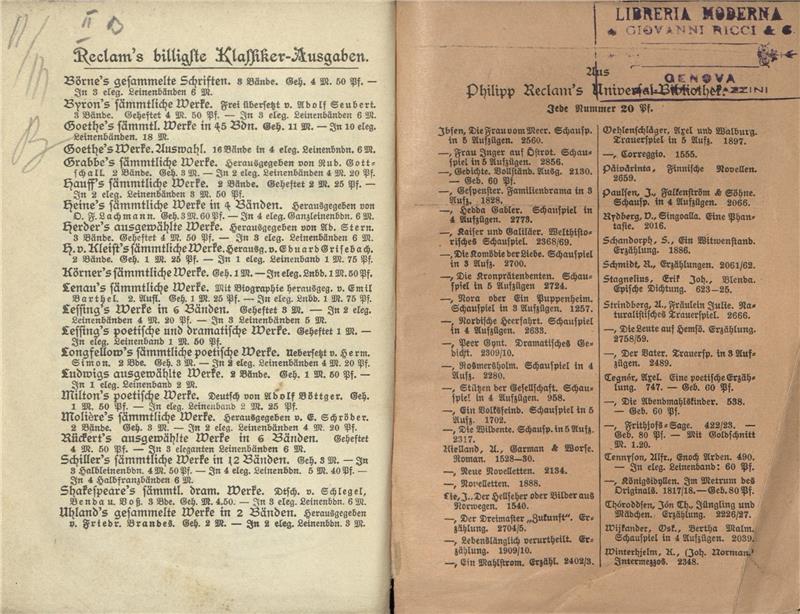 Reclam's billigste Klassiker-Ausgaben.
Börne's gesammelte Schriften. 3 Bände. Geh. 4 M. 50 Pf. —
In 3 eleg. Leinenbänden 6 M.
Byron's sämmtliche Werke. Frei übersetzt v. Adolf Seubert.
3 Bände. Geheftet 4 M. 50 Pf. — In 3 eleg. Leinenbänden 6 M.
Goethe's sämmtl. Werke in 45 Bdn. Geh. 11 M. — In 10 eleg.
Leinenbänden. 18 M.
Goethe's Werke. Auswahl. 16 Bände in 4 eleg. Leinenbdn. 6 M.
Grabbe's sämmtliche Werke. Herausgegeben von Rud. Gott-
schall. 2 Bände. Geh. 3 M. — In 2 eleg. Leinenbänden 4 M. 20 Pf.
Hauff's sämmtliche Werke. 2 Bände. Geheftet 2 M. 25 Pf. —
In 2 eleg. Leinenbänden 3 M. 50 Pf.
Heine's sämmtliche Werke in 4 Bänden. Herausgegeben von
O. F. Lachmann. Geh. 3 M. 60 Pf. — In 4 eleg. Ganzleinenbdn. 6 M.
Herder's ausgewählte Werke. Herausgegeben von Ad. Stern.
3 Bände. Geheftet 4 M. 50 Pf. — In 3 eleg. Leinenbänden 6 M.
H. v. Kleist's sämmtliche Werke. Herausg. v. Eduard Grisebach.
2 Bände. Geh. 1 M. 25 Pf. — In 1 eleg. Leinenband 1 M. 75 Pf.
Körner's sämmtliche Werke. Geh. 1 M. — In eleg. Lnbd. 1 M. 50 Pf.
Lenau's sämmtliche Werke. Mit Biographie herausgeg. v. Emil
Barthel. 2. Aufl. Geh. 1 M. 25 Pf. — In eleg. Lnbd. 1 M. 75 Pf.
Lessing's Werke in 6 Bänden. Geheftet 3 M. — In 2 eleg.
Leinenbänden 4 M. 20 Pf. — In 3 Leinenbänden 5 M.
Lessing's poetische und dramatische Werke. Geheftet 1 M. —
In eleg. Leinenband 1 M. 50 Pf.
Longfellow's sämmtliche poetische Werke. Uebersetzt v. Herm.
Simon. 2 Bde. Geh. 3 M. — In 2 eleg. Leinenbänden 4 M. 20 Pf.
Ludwigs ausgewählte Werke. 2 Bände. Geh. 1 M. 50 Pf. —
In 1 eleg. Leinenband 2 M.
Milton's poetische Werke. Deutsch von Adolf Böttger. Geh.
1 M. 50 Pf. — In eleg. Leinenband 2 M. 25 Pf.
Molière's sämmtliche Werke. Herausgegeben v. E. Schröder.
2 Bände. Geh. 3 M. — In 2 eleg. Leinenbänden 4 M. 20 Pf.
Rückert's ausgewählte Werke in 6 Bänden. Geheftet
4 M. 50 Pf. — In 3 eleganten Leinenbänden 6 M.
Schiller's sämmtliche Werke in 12 Bänden. Geh. 3 M. — In
3 Halbleinenbdn. 4 M. 50 Pf. — In 4 eleg. Leinenbdn. 5 M. 40 Pf. —
In 4 Halbfranzbänden 6 M.
Shakespeare's sämmtl. dram. Werke. Dtsch. v. Schlegel,
Benda u. Voß. 3 Bde. Geh. M. 4.50. — In 3 eleg. Leinenbänden 6 M.
Uhland's gesammelte Werke in 2 Bänden. Herausgegeben
v. Friedr. Brandes. Geh. 2 M. — In 2 eleg. Leinenbdn. 3 M.
LIBRERIA MODERNA
GIOVANNI RICCI & C.
GENOVA
Aus
Philipp Reclam's Universal-Bibliothek.
Jede Nummer 20 Pf.
Ibsen, Die Frau vom Meer. Schausp.
in 5 Aufzügen. 2560.
—, Frau Inger auf Östrot. Schausp.
in 5 Aufzügen. 2856.
—, Gedichte. Vollständ. Ausg. 2130.
— Geb. 60 Pf.
—, Gespenster. Familiendrama in 3
Aufz. 1828.
—, Hedda Gabler. Schauspiel in
4 Aufzügen. 2773.
—, Kaiser und Galiläer. Welthisto-
risches Schauspiel. 2368/69.
—, Die Komödie der Liebe. Schauspiel
in 3 Aufz. 2700.
—, Die Kronprätendenten. Schau-
spiel in 5 Aufzügen. 2724.
—, Nora oder Ein Puppenheim.
Schauspiel in 3 Aufzügen. 1257.
—, Nordische Heerfahrt. Schauspiel
in 4 Aufzügen. 2633.
—, Peer Gynt. Dramatisches Ge-
dicht. 2309/10.
—, Rosmersholm. Schauspiel in 4
Aufz. 2280.
—, Stützen der Gesellschaft. Schau-
spiel in 4 Aufzügen. 958.
—, Ein Volksfeind. Schauspiel in 5
Aufz. 1702.
—, Die Wildente. Schausp. in 5 Aufz.
2317.
Kielland, A., Garman & Worse.
Roman. 1528—30.
—, Neue Novelletten. 2134.
—, Novelletten. 1888.
Lie, J., Der Hellseher oder Bilder aus
Norwegen. 1540.
—, Der Dreimaster „Zukunft“. Er-
zählung. 2704/5.
—, Lebenslänglich verurtheilt. Er-
zählung. 1909/10.
—, Ein Mahlstrom. Erzähl. 2402/3.
Oehlenschläger, Axel und Walburg.
Trauerspiel in 5 Aufz. 1897.
—, Correggio. 1555.
Päivärinta, Finnische Novellen.
2659.
Paulsen, J., Falkenström & Söhne.
Schausp. in 4 Aufzügen. 2066.
Rydberg, V., Singoalla. Eine Phan-
tasie. 2016.
Schandorph, S., Ein Witwenstand.
Erzählung. 1886.
Schmidt, R., Erzählungen. 2061/62.
Stagnelius, Erik Joh., Blenda.
Epische Dichtung. 623—25.
Strindberg, A., Fräulein Julie. Na-
turalistisches Trauerspiel. 2666.
—, Die Leute auf Hemsö. Erzählung.
2758/59.
—, Der Vater. Trauersp. in 3 Auf-
zügen. 2489.
Tegnér, Axel. Eine poetische Erzäh-
lung. 747. — Geb. 60 Pf.
—, Die Abendmahlskinder. 538.
— Geb. 60 Pf.
—, Frithjofs-Sage. 422/23. —
Geb. 80 Pf. — Mit Goldschnitt
M. 1.20.
Tennyson, Alfr., Enoch Arden. 490.
— In eleg. Leinenband: 60 Pf.
—, Königsidyllen. Im Metrum des
Originals. 1817/18. — Geb. 80 Pf.
Thóroddsen, Jón Th., Jüngling und
Mädchen. Erzählung. 2226/27.
Wijkander, Osk., Bertha Malm.
Schauspiel in 4 Aufzügen. 2039.
Winterhjelm, K., (Joh. Norman.)
Intermezzos. 2348.